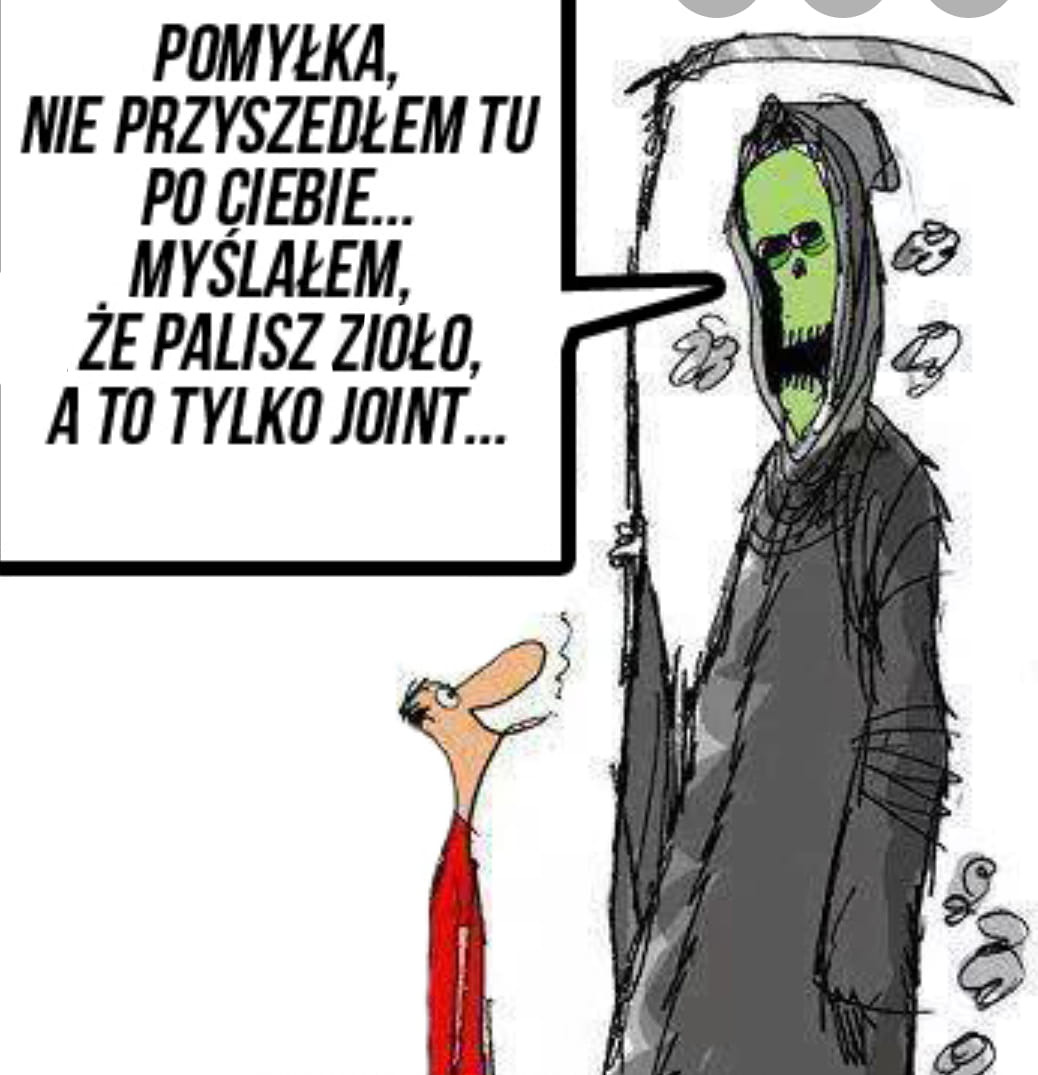 POMYŁKA,
NIE PRZYSZEDŁEM TU
PO CIEBIE...
MYŚLAŁEM,
ŻE PALISZ ZIOŁO,
A TO TYLKO JOINT...